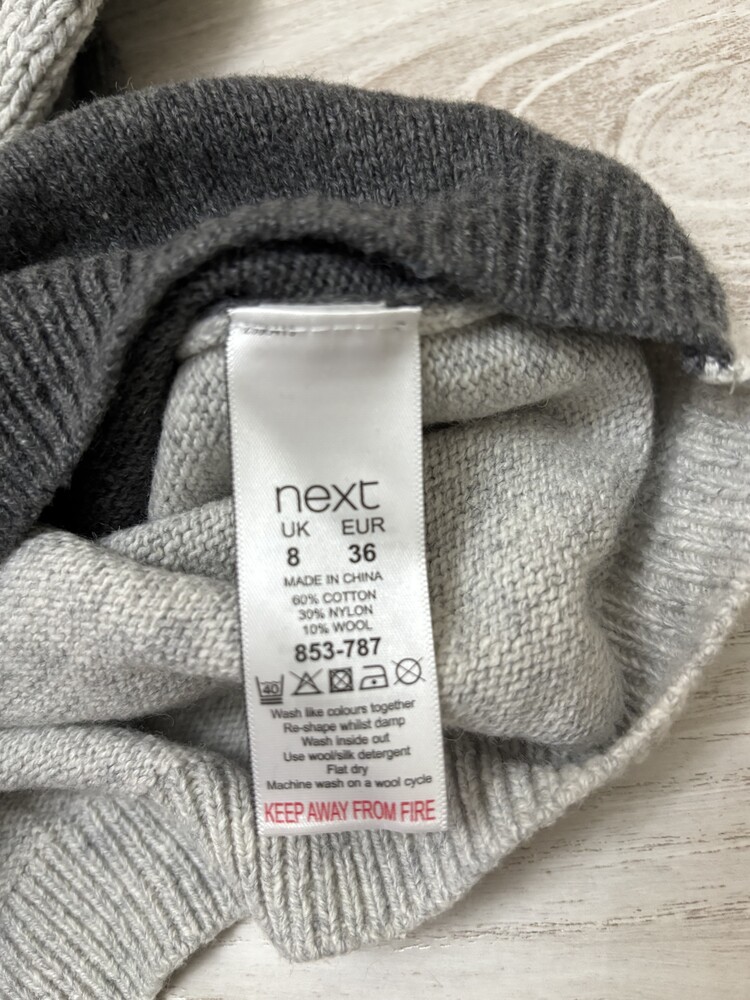 next
UK EUR
8 36
MADE IN CHINA
60% COTTON
30% NYLON
10% WOOL
853-787
40
Wash like colours together
Re-shape whilst damp
Wash inside out
Use wool/silk detergent
Flat dry
Machine wash on a wool cycle
KEEP AWAY FROM FIRE